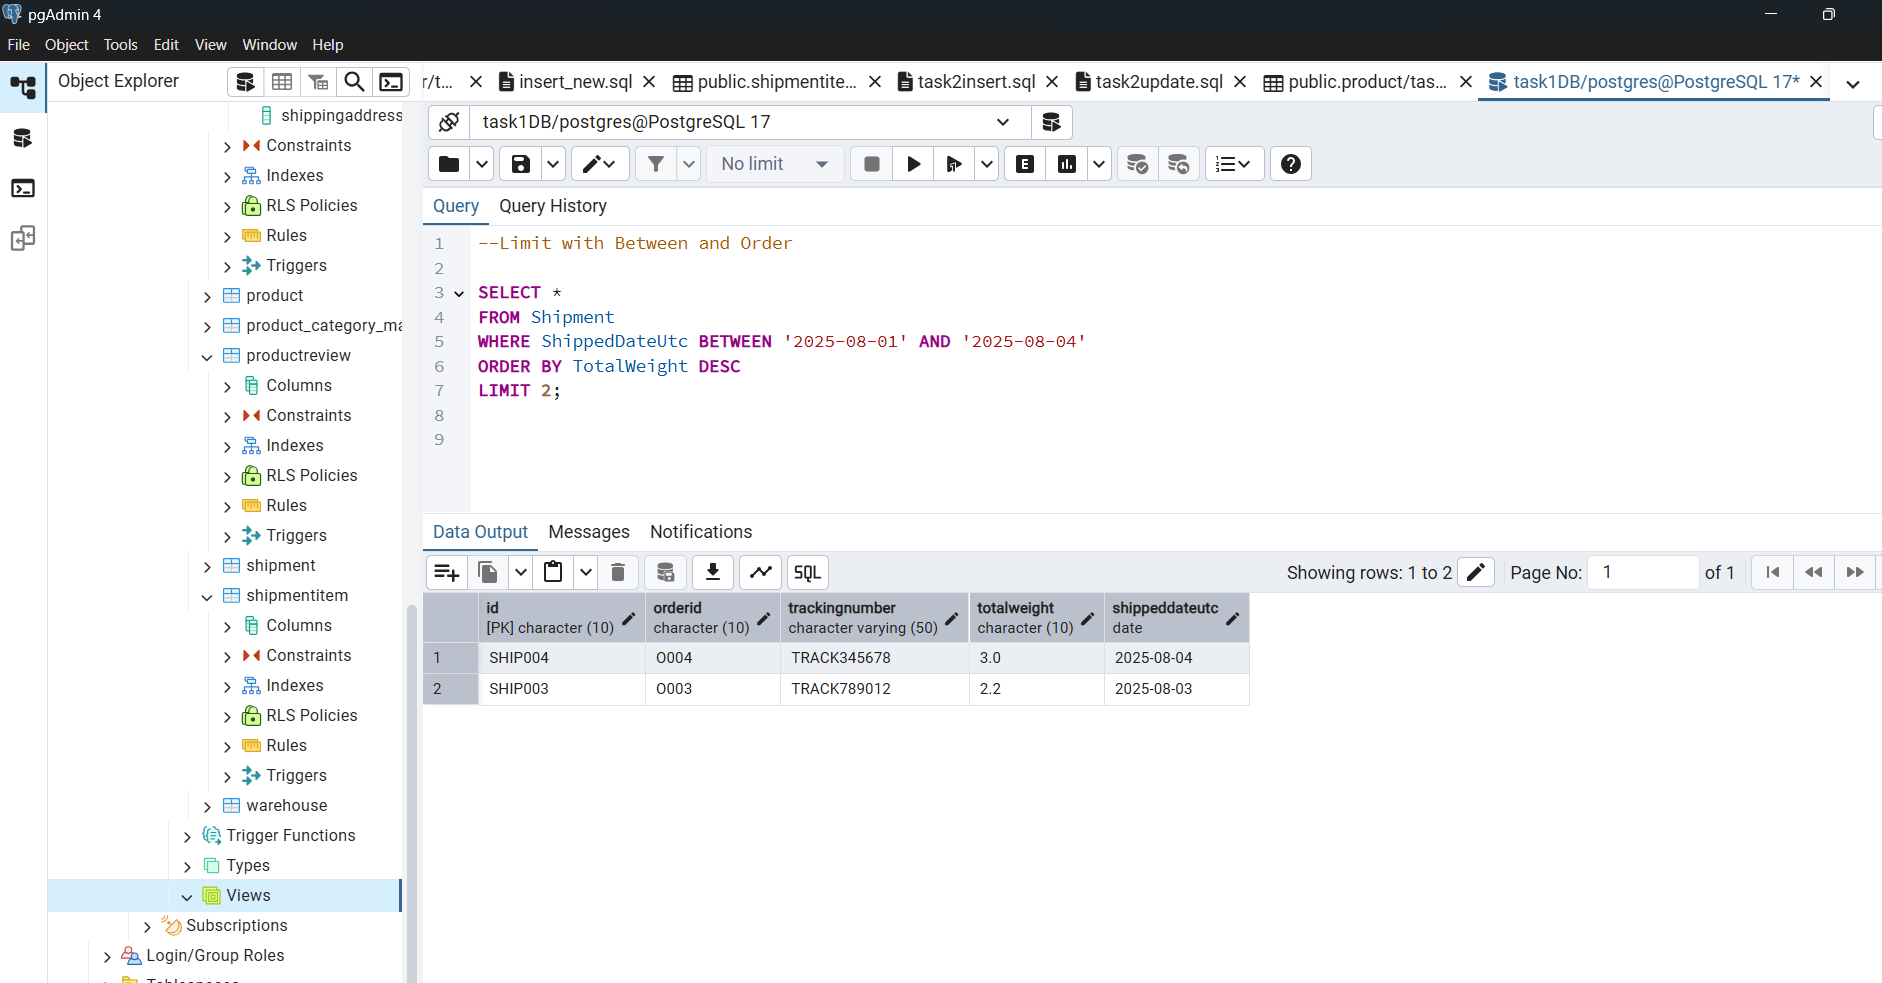 pgAdmin 4
File Object Tools Edit View Window Help
Object Explorer
r/t... insert_new.sql public.shipmentite... task2insert.sql task2update.sql public.product/tas... task1DB/postgres@PostgreSQL 17*
shippingaddress
Constraints
Indexes
RLS Policies
Rules
Triggers
product
product_category_ma
productreview
Columns
Constraints
Indexes
RLS Policies
Rules
Triggers
shipment
shipmentitem
Columns
Constraints
Indexes
RLS Policies
Rules
Triggers
warehouse
Trigger Functions
Types
Views
Subscriptions
Login/Group Roles
Tablespaces
task1DB/postgres@PostgreSQL 17
No limit
E
Query Query History
1 --Limit with Between and Order
2
3 SELECT *
4 FROM Shipment
5 WHERE ShippedDateUtc BETWEEN '2025-08-01' AND '2025-08-04'
6 ORDER BY TotalWeight DESC
7 LIMIT 2;
8
9
Data Output Messages Notifications
SQL Showing rows: 1 to 2 Page No: 1 of 1
id orderid trackingnumber totalweight shippeddateutc
[PK] character (10) character (10) character varying (50) character (10) date
1 SHIP004 O004 TRACK345678 3.0 2025-08-04
2 SHIP003 O003 TRACK789012 2.2 2025-08-03